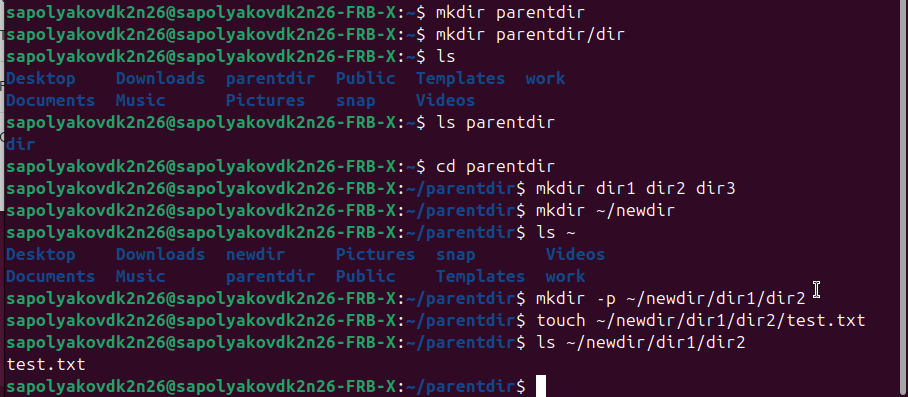 sapolyakovdk2n26@sapolyakovdk2n26-FRB-X:~$ mkdir parentdir
sapolyakovdk2n26@sapolyakovdk2n26-FRB-X:~$ mkdir parentdir/dir
sapolyakovdk2n26@sapolyakovdk2n26-FRB-X:~$ ls
Desktop    Downloads  parentdir  Public  Templates  work
Documents  Music      Pictures   snap    Videos
sapolyakovdk2n26@sapolyakovdk2n26-FRB-X:~$ ls parentdir
dir
sapolyakovdk2n26@sapolyakovdk2n26-FRB-X:~$ cd parentdir
sapolyakovdk2n26@sapolyakovdk2n26-FRB-X:~/parentdir$ mkdir dir1 dir2 dir3
sapolyakovdk2n26@sapolyakovdk2n26-FRB-X:~/parentdir$ mkdir ~/newdir
sapolyakovdk2n26@sapolyakovdk2n26-FRB-X:~/parentdir$ ls ~
Desktop    Downloads  newdir     Pictures  snap       Videos
Documents  Music      parentdir  Public    Templates  work
sapolyakovdk2n26@sapolyakovdk2n26-FRB-X:~/parentdir$ mkdir -p ~/newdir/dir1/dir2
sapolyakovdk2n26@sapolyakovdk2n26-FRB-X:~/parentdir$ touch ~/newdir/dir1/dir2/test.txt
sapolyakovdk2n26@sapolyakovdk2n26-FRB-X:~/parentdir$ ls ~/newdir/dir1/dir2
test.txt
sapolyakovdk2n26@sapolyakovdk2n26-FRB-X:~/parentdir$